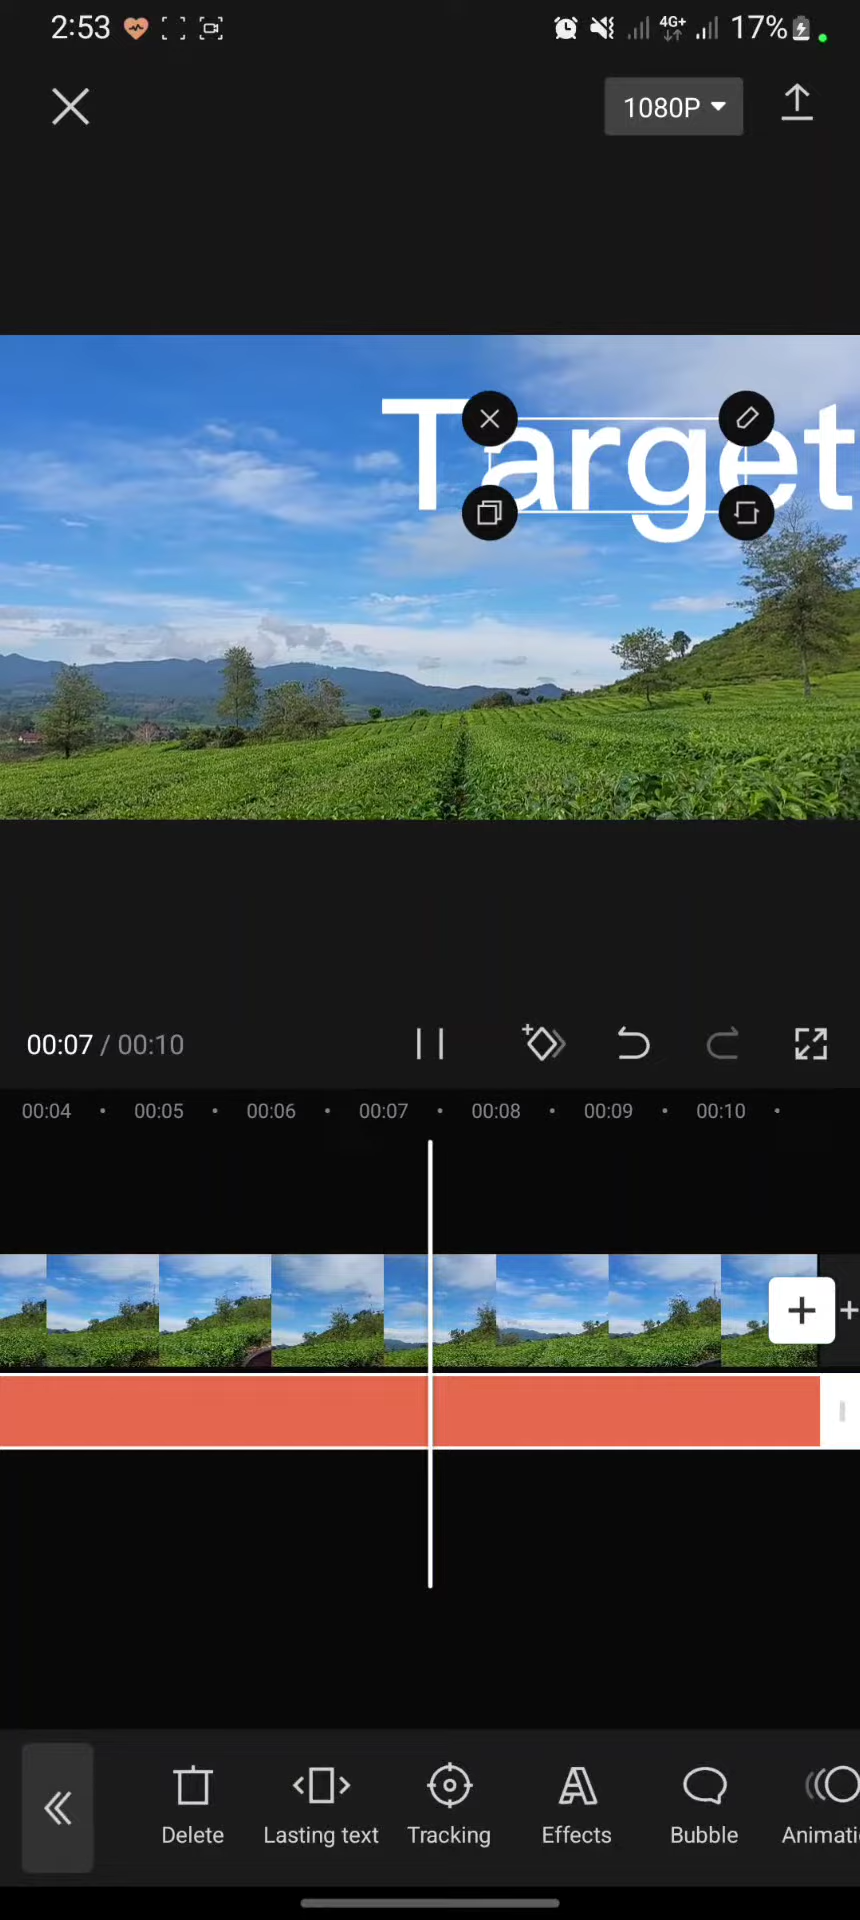 2:53 4G+ 17%
1080P
Target
00:07 / 00:10
00:04 00:05 00:06 00:07 00:08 00:09 00:10
Delete Lasting text Tracking Effects Bubble Animati